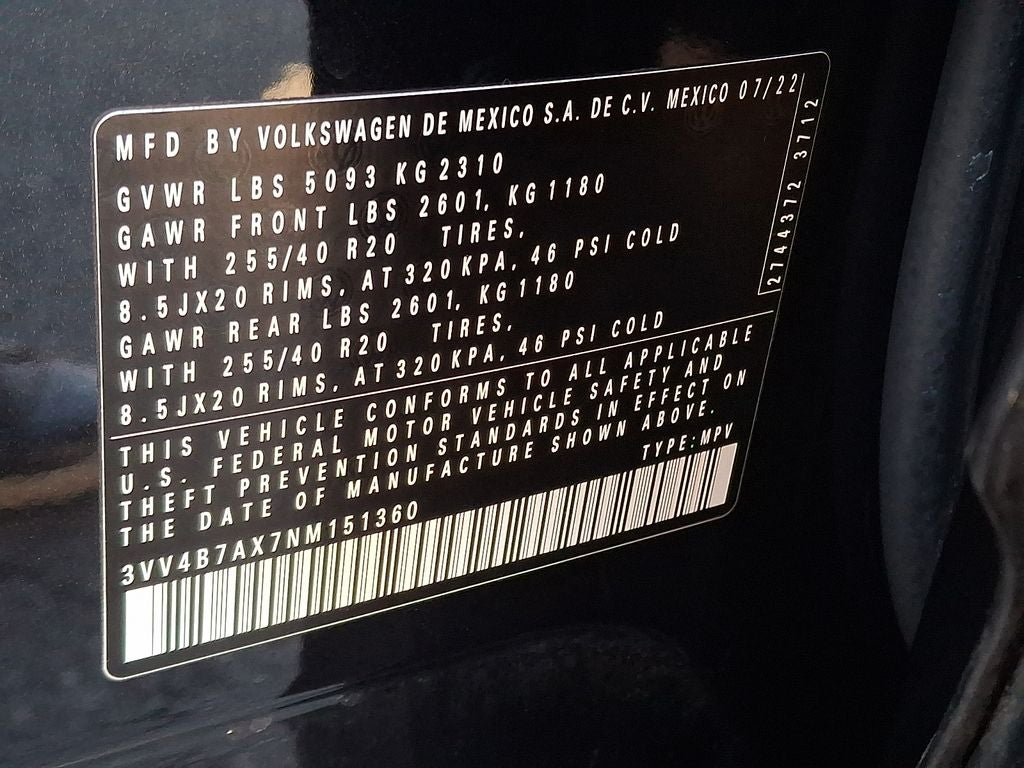 MFD BY VOLKSWAGEN DE MEXICO S.A. DE C.V. MEXICO 07/22
GVWR LBS 5093 KG 2310
GAWR FRONT LBS 2601, KG 1180
WITH 255/40 R20 TIRES,
8.5JX20 RIMS, AT 320 KPA, 46 PSI COLD
GAWR REAR LBS 2601, KG 1180
WITH 255/40 R20 TIRES,
8.5JX20 RIMS, AT 320 KPA, 46 PSI COLD
2744372 3712
THIS VEHICLE CONFORMS TO ALL APPLICABLE
U.S. FEDERAL MOTOR VEHICLE SAFETY AND
THEFT PREVENTION STANDARDS IN EFFECT ON
THE DATE OF MANUFACTURE SHOWN ABOVE.
3VV4B7AX7NM151360 TYPE: MPV